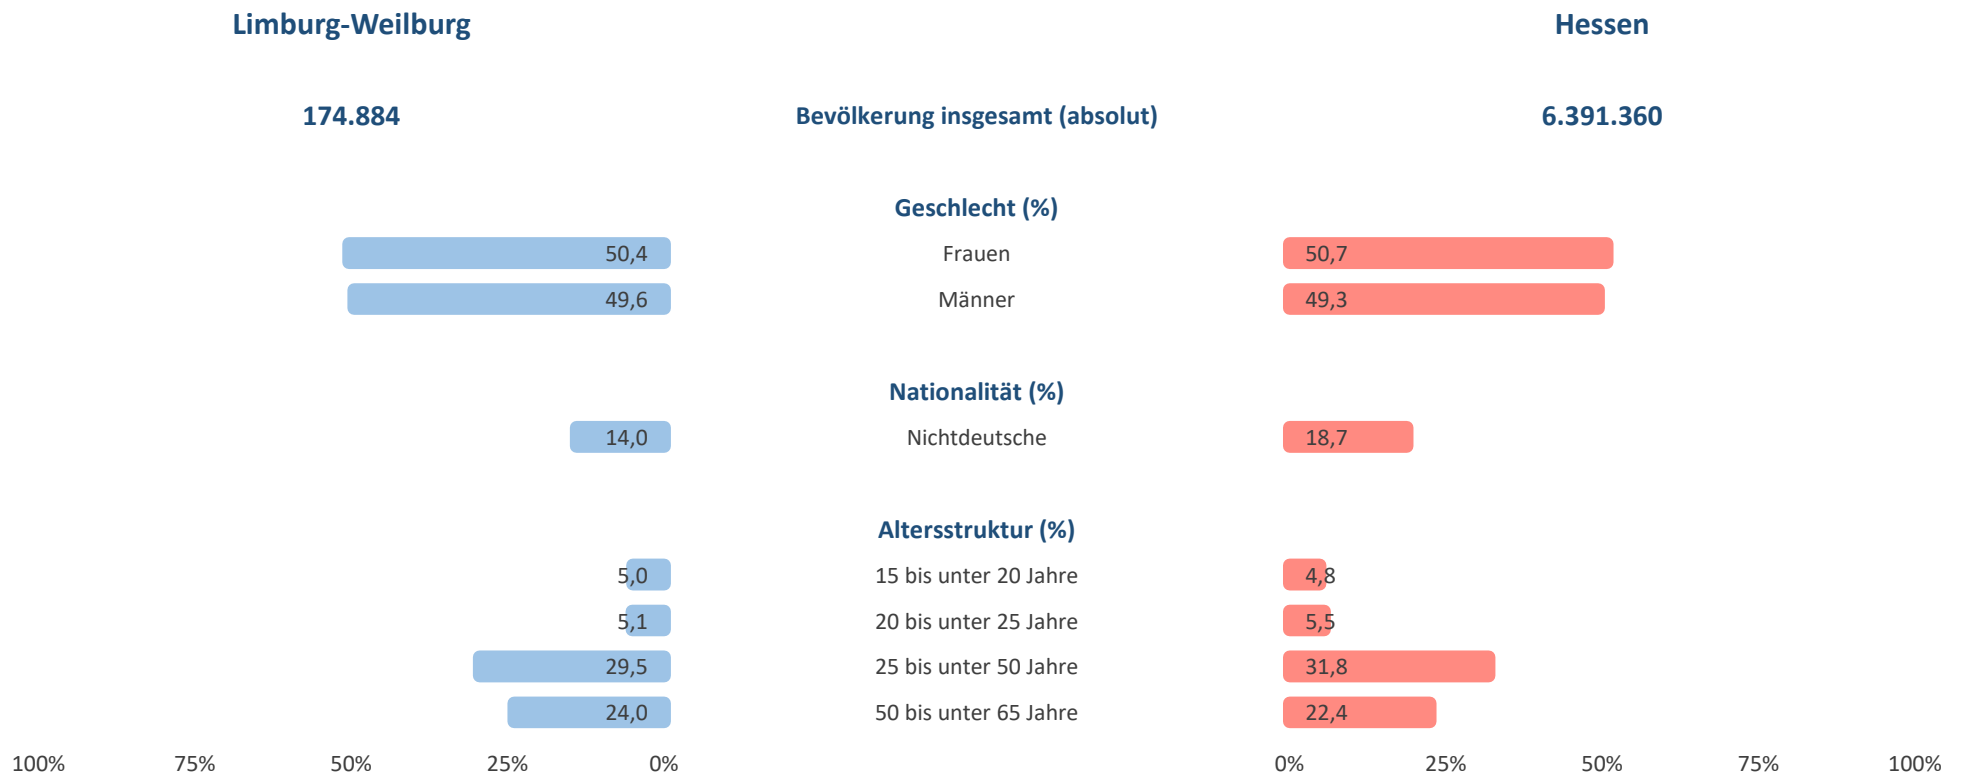 Limburg-Weilburg Hessen
174.884 Bevölkerung insgesamt (absolut) 6.391.360
Geschlecht (%)
50,4 Frauen 50,7
49,6 Männer 49,3
Nationalität (%)
14,0 Nichtdeutsche 18,7
Altersstruktur (%)
5,0 15 bis unter 20 Jahre 4,8
5,1 20 bis unter 25 Jahre 5,5
29,5 25 bis unter 50 Jahre 31,8
24,0 50 bis unter 65 Jahre 22,4
100% 75% 50% 25% 0% 0% 25% 50% 75% 100%